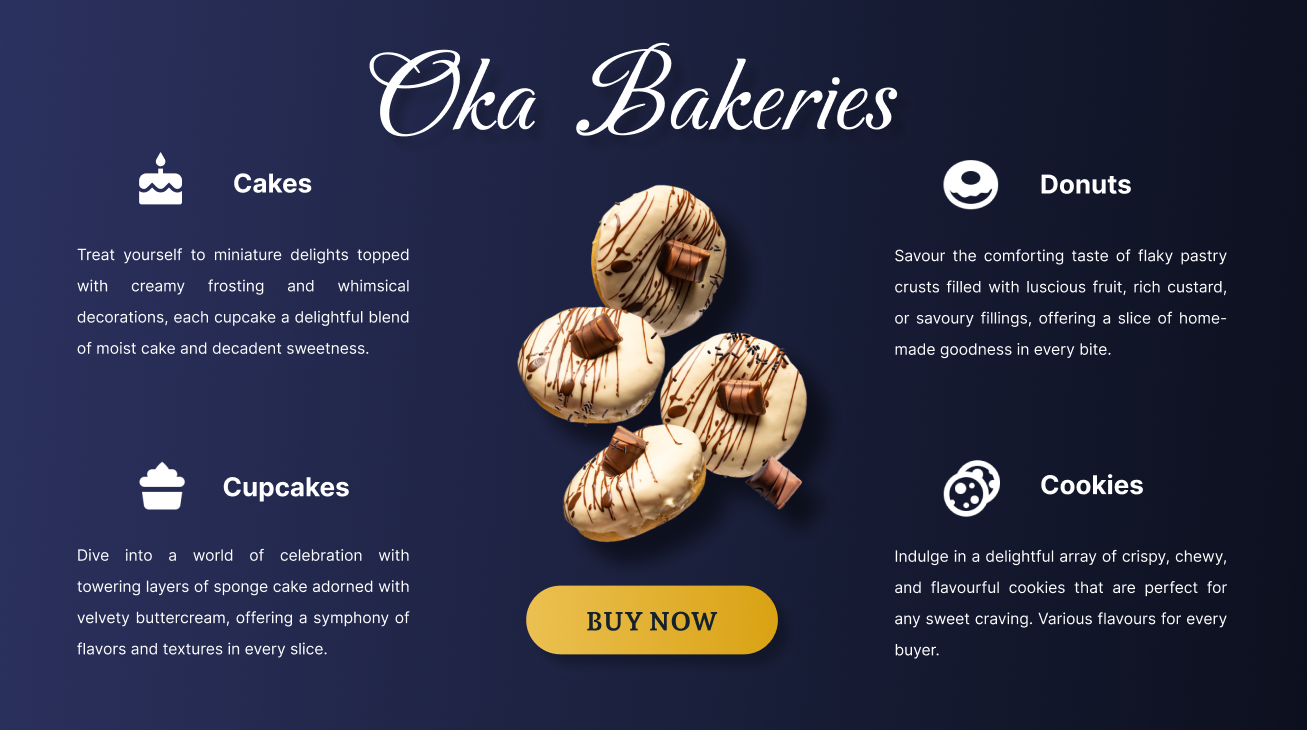 Oka Bakeries
Cakes
Treat yourself to miniature delights topped
with creamy frosting and whimsical
decorations, each cupcake a delightful blend
of moist cake and decadent sweetness.
Donuts
Savour the comforting taste of flaky pastry
crusts filled with luscious fruit, rich custard,
or savoury fillings, offering a slice of home-
made goodness in every bite.
Cupcakes
Dive into a world of celebration with
towering layers of sponge cake adorned with
velvety buttercream, offering a symphony of
flavors and textures in every slice.
Cookies
Indulge in a delightful array of crispy, chewy,
and flavourful cookies that are perfect for
any sweet craving. Various flavours for every
buyer.
BUY NOW